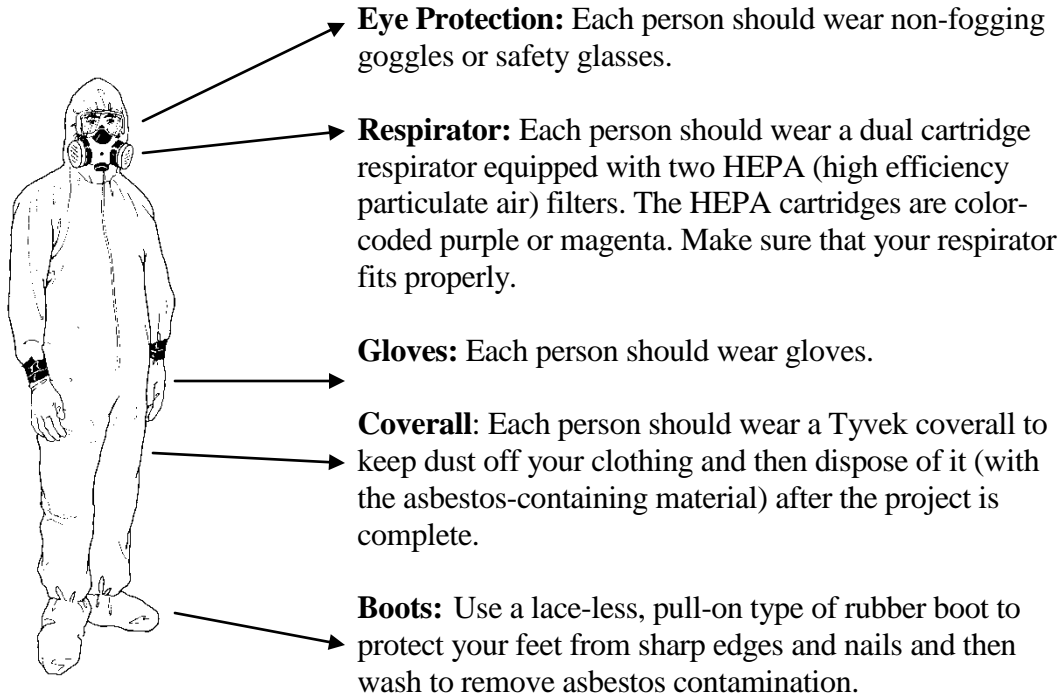 Eye Protection: Each person should wear non-fogging
goggles or safety glasses.
Respirator: Each person should wear a dual cartridge
respirator equipped with two HEPA (high efficiency
particulate air) filters. The HEPA cartridges are color-
coded purple or magenta. Make sure that your respirator
fits properly.
Gloves: Each person should wear gloves.
Coverall: Each person should wear a Tyvek coverall to
keep dust off your clothing and then dispose of it (with
the asbestos-containing material) after the project is
complete.
Boots: Use a lace-less, pull-on type of rubber boot to
protect your feet from sharp edges and nails and then
wash to remove asbestos contamination.